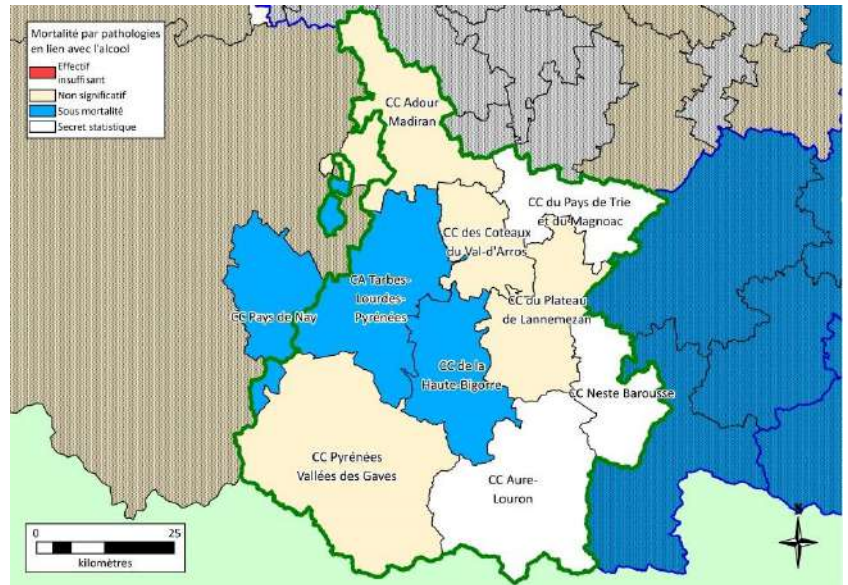 Mortalité par pathologies
en lien avec l'alcool
Effectif
insuffisant
Non significatif
Sous mortalité
Secret statistique
CC Adour
Madiran
CC du Pays de Trie
et du Magnoac
CC des Coteaux
du Val-d'Arros
CA Tarbes-
Lourdes-
Pyrénées
CC Pays de Nay
CC du Plateau
de Lannemezan
CC de la
Haute-Bigorre
CC Neste Barousse
CC Pyrénées
Vallées des Gaves
CC Aure-
Louron
0 25
kilomètres
N